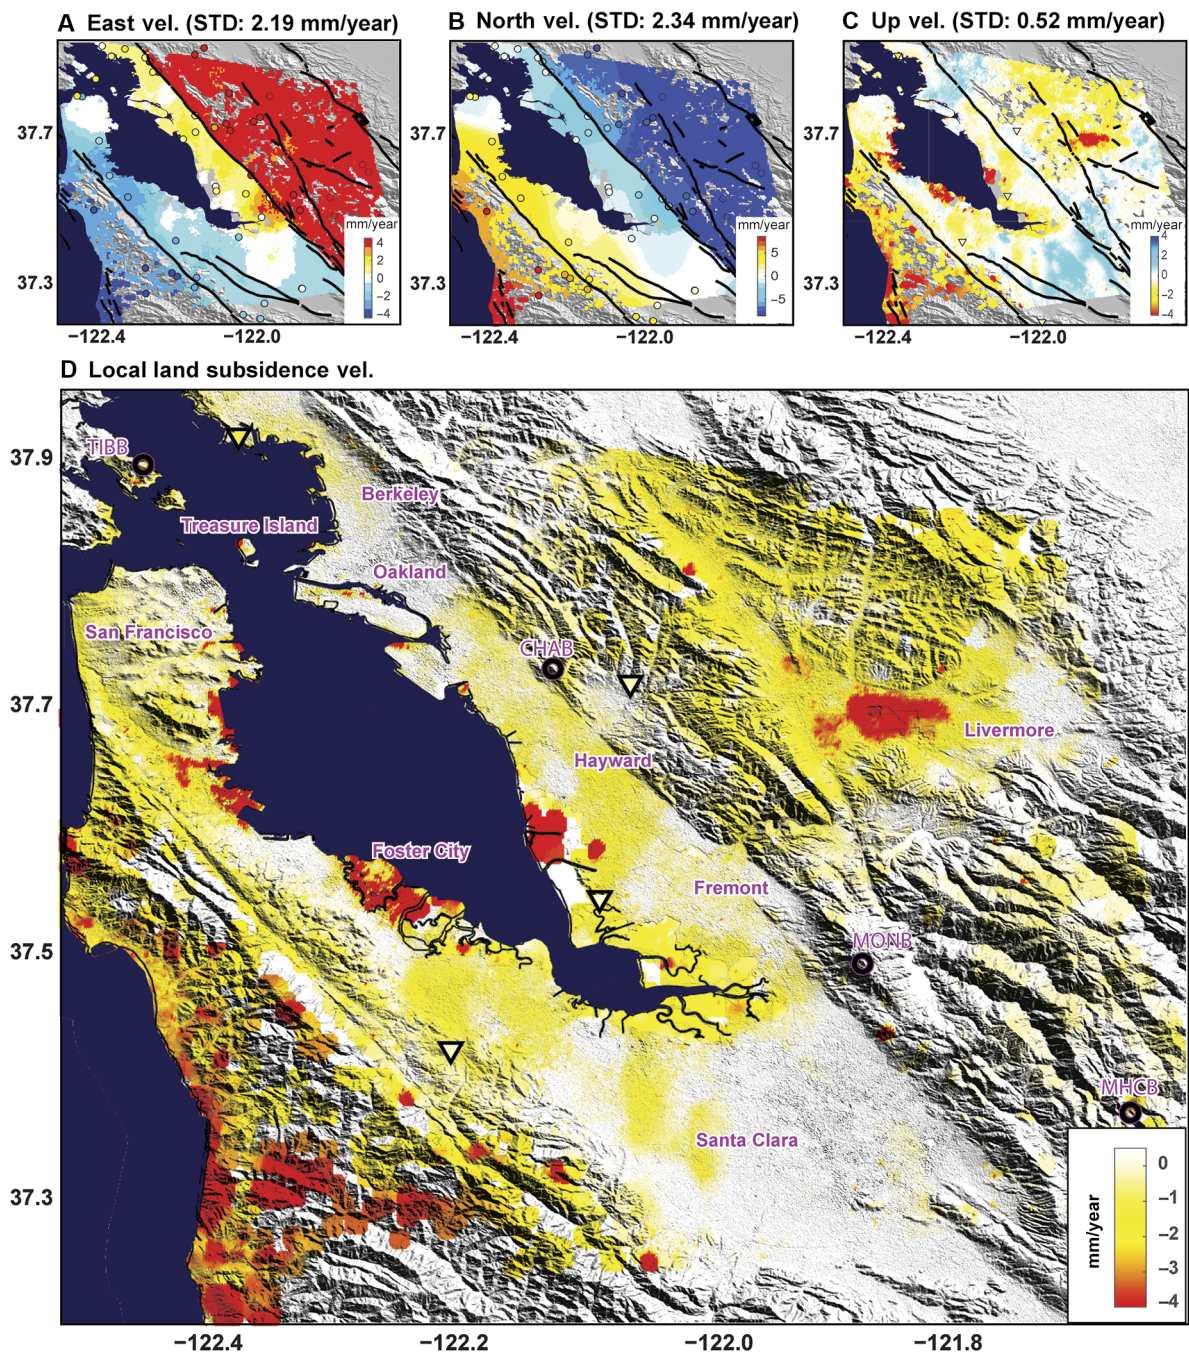 A East vel. (STD: 2.19 mm/year)
B North vel. (STD: 2.34 mm/year)
C Up vel. (STD: 0.52 mm/year)
37.7
37.3
−122.4
−122.0
mm/year
4
2
0
−2
−4
37.7
37.3
−122.4
−122.0
mm/year
5
0
−5
37.7
37.3
−122.4
−122.0
mm/year
4
2
0
−2
−4
D Local land subsidence vel.
37.9
37.7
37.5
37.3
TIBB
Berkeley
Treasure Island
Oakland
San Francisco
CHAB
Livermore
Hayward
Foster City
Fremont
MONB
MHCB
Santa Clara
mm/year
0
−1
−2
−3
−4
−122.4
−122.2
−122.0
−121.8